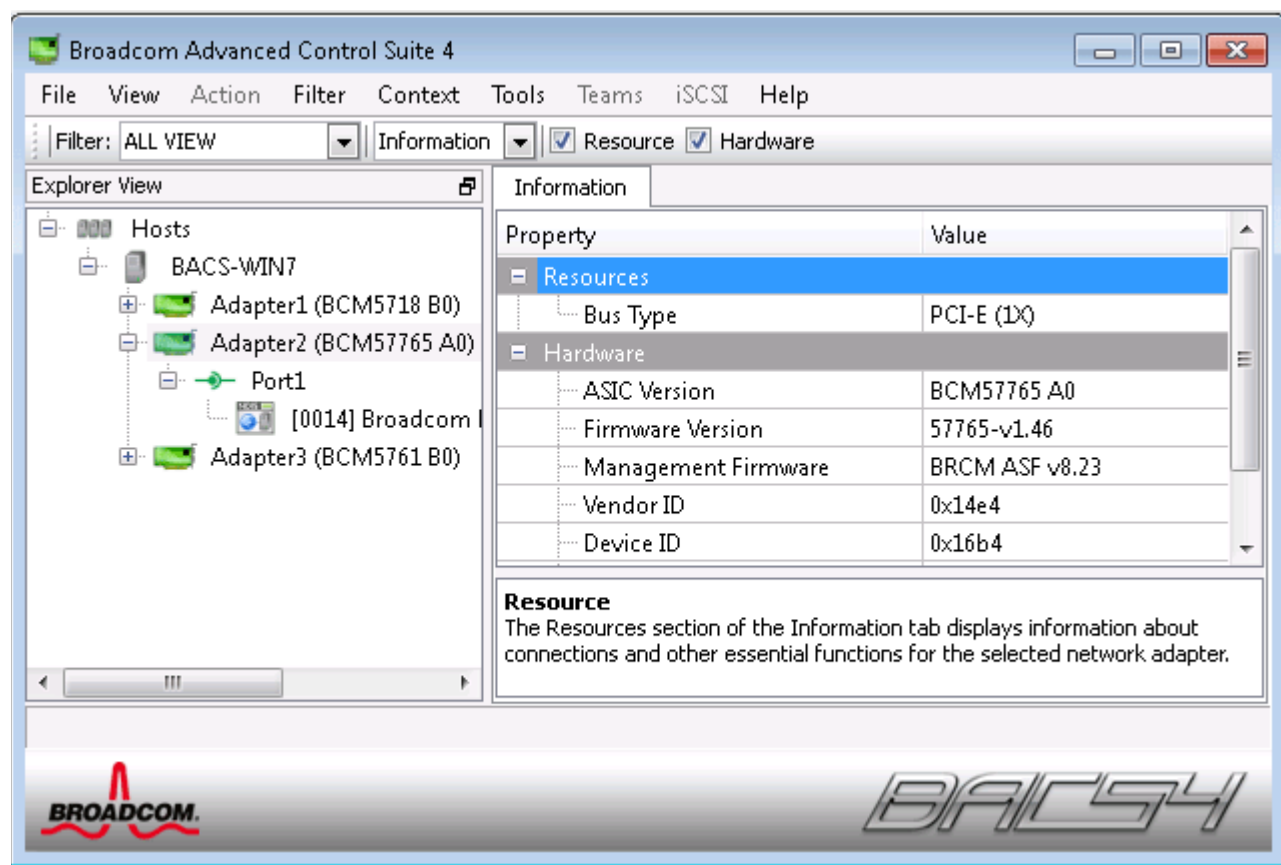 Broadcom Advanced Control Suite 4
File View Action Filter Context Tools Teams iSCSI Help
Filter: ALL VIEW Information Resource Hardware
Explorer View
Hosts
BACS-WIN7
Adapter1 (BCM5718 B0)
Adapter2 (BCM57765 A0)
Port1
[0014] Broadcom
Adapter3 (BCM5761 B0)
Information
Property Value
Resources
Bus Type PCI-E (1X)
Hardware
ASIC Version BCM57765 A0
Firmware Version 57765-v1.46
Management Firmware BRCM ASF v8.23
Vendor ID 0x14e4
Device ID 0x16b4
Resource
The Resources section of the Information tab displays information about
connections and other essential functions for the selected network adapter.
BROADCOM.
BACS4